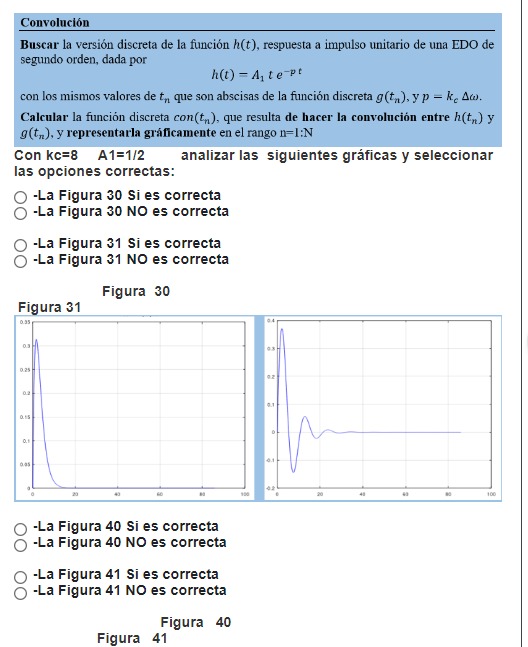 Convolución
Buscar la versión discreta de la función h(t), respuesta a impulso unitario de una EDO de
segundo orden, dada por
h(t) = A₁ t e^{-p t}
con los mismos valores de tₙ que son abscisas de la función discreta g(tₙ), y p = k_c Δω.
Calcular la función discreta con(tₙ), que resulta de hacer la convolución entre h(tₙ) y
g(tₙ), y representarla gráficamente en el rango n=1:N
Con kc=8 A1=1/2 analizar las siguientes gráficas y seleccionar
las opciones correctas:
-La Figura 30 Si es correcta
-La Figura 30 NO es correcta
-La Figura 31 Si es correcta
-La Figura 31 NO es correcta
Figura 30
Figura 31
0.35
0.3
0.25
0.2
0.15
0.1
0.05
0
0 20 40 60 80 100
0.4
0.3
0.2
0.1
0
-0.1
-0.2
0 20 40 60 80 100
-La Figura 40 Si es correcta
-La Figura 40 NO es correcta
-La Figura 41 Si es correcta
-La Figura 41 NO es correcta
Figura 40
Figura 41